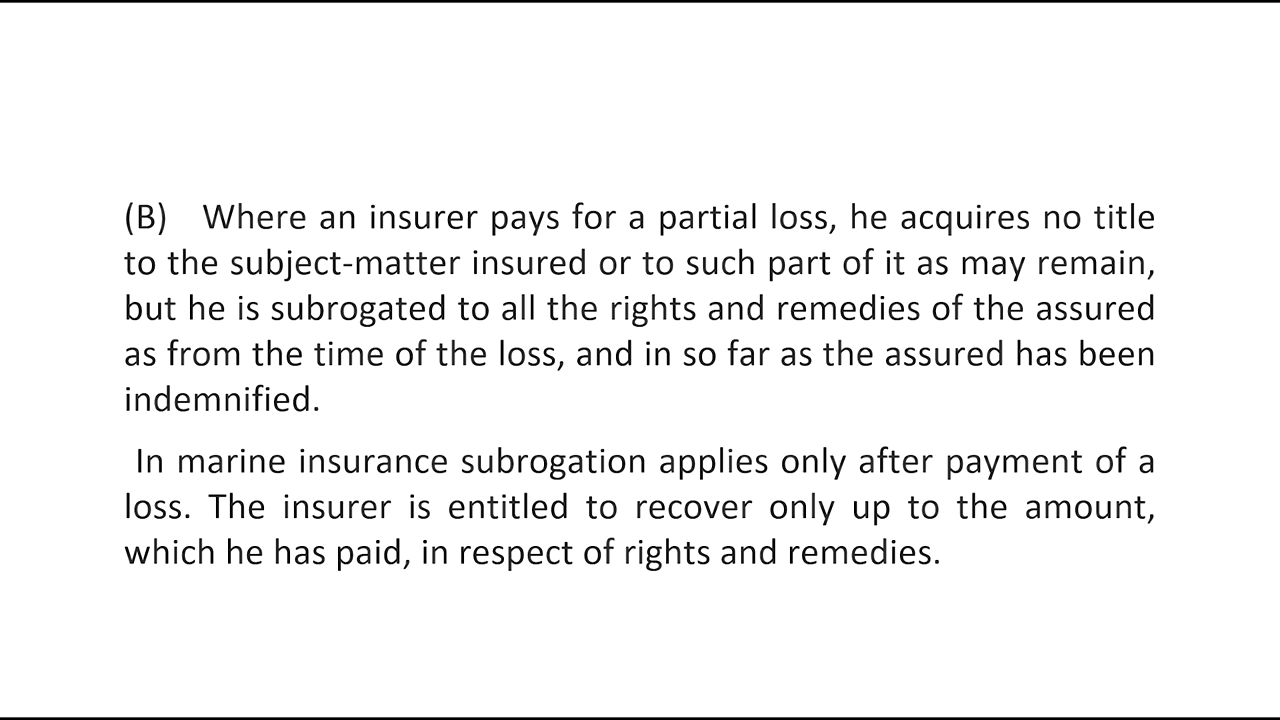 (B) Where an insurer pays for a partial loss, he acquires no title
to the subject-matter insured or to such part of it as may remain,
but he is subrogated to all the rights and remedies of the assured
as from the time of the loss, and in so far as the assured has been
indemnified.
In marine insurance subrogation applies only after payment of a
loss. The insurer is entitled to recover only up to the amount,
which he has paid, in respect of rights and remedies.